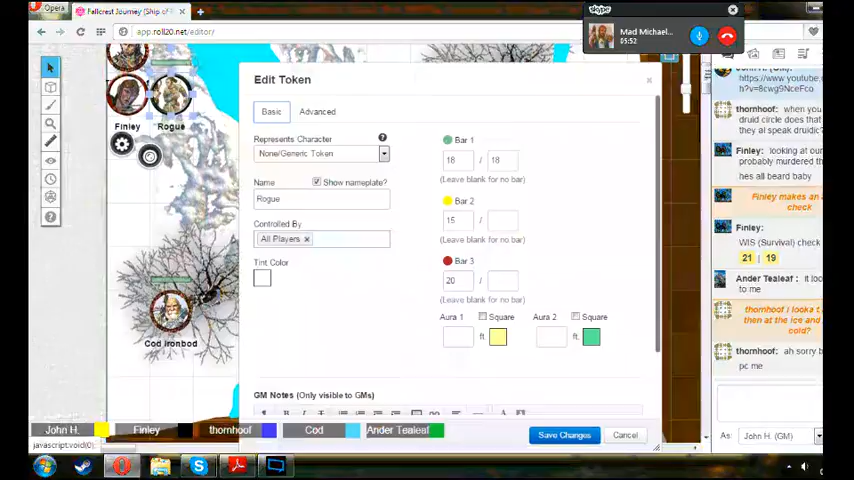 Opera
Fallcrest Journey (Ship of F
app.roll20.net/editor/
skype
Mad Michael...
05:52
Finley
Rogue
Cod Ironbod
Edit Token
Basic
Advanced
Represents Character
None/Generic Token
Name
Show nameplate?
Rogue
Controlled By
All Players
Tint Color
Bar 1
18 / 18
(Leave blank for no bar)
Bar 2
15 /
(Leave blank for no bar)
Bar 3
20 /
(Leave blank for no bar)
Aura 1
Square
Aura 2
Square
ft.
ft.
GM Notes (Only visible to GMs)
Save Changes
Cancel
https://www.youtube.
h?v=8cwg9NceFco
thornhoof: when you
druid circle does that
they al speak druidic?
Finley: looking at our
probably murdered th
hes all beard baby
Finley makes an
check
Finley:
WIS (Survival) check
21 | 19
Ander Tealeaf: it lo
to me
thornhoof I looka t
then at the ice and
cold?
thornhoof: ah sorry b
pc me
As: John H. (GM)
John H.
Finley
thornhoof
Cod
Ander Tealeaf
javascript:void(0);